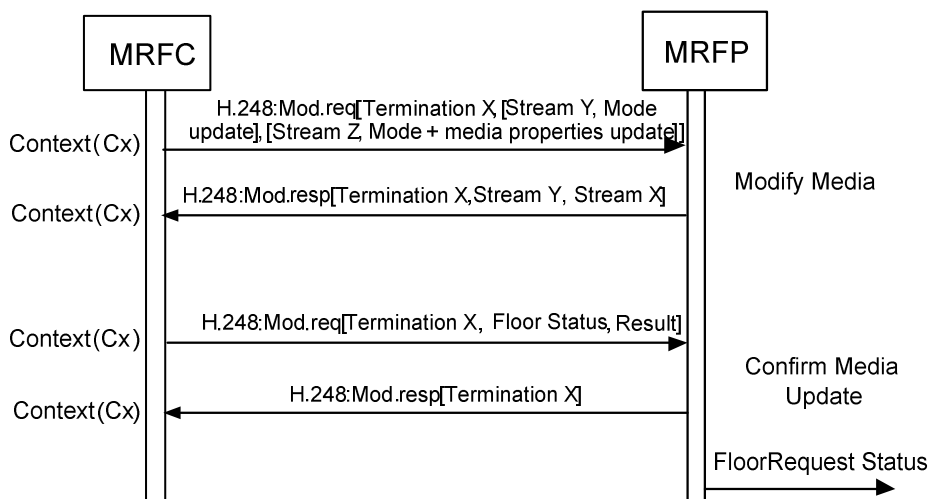 MRFC
MRFP
H.248:Mod.req[Termination X, [Stream Y, Mode
update], [Stream Z, Mode + media properties update]]
Context(Cx)
Modify Media
H.248:Mod.resp[Termination X,Stream Y, Stream X]
Context(Cx)
H.248:Mod.req[Termination X, Floor Status, Result]
Context(Cx)
Confirm Media
Update
H.248:Mod.resp[Termination X]
Context(Cx)
FloorRequest Status